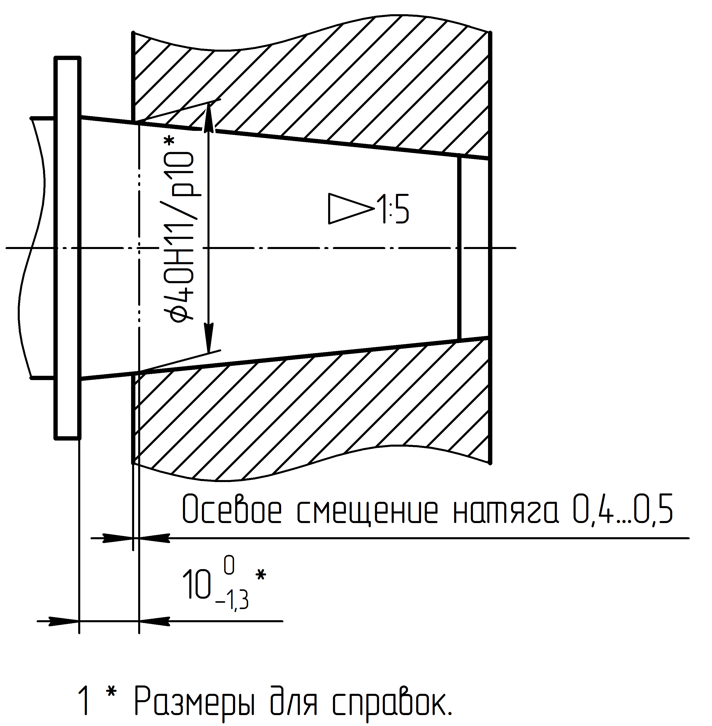 ϕ40H11/p10*
1:5
Осевое смещение натяга 0,4...0,5
10 0 -1,3 *
1 * Размеры для справок.